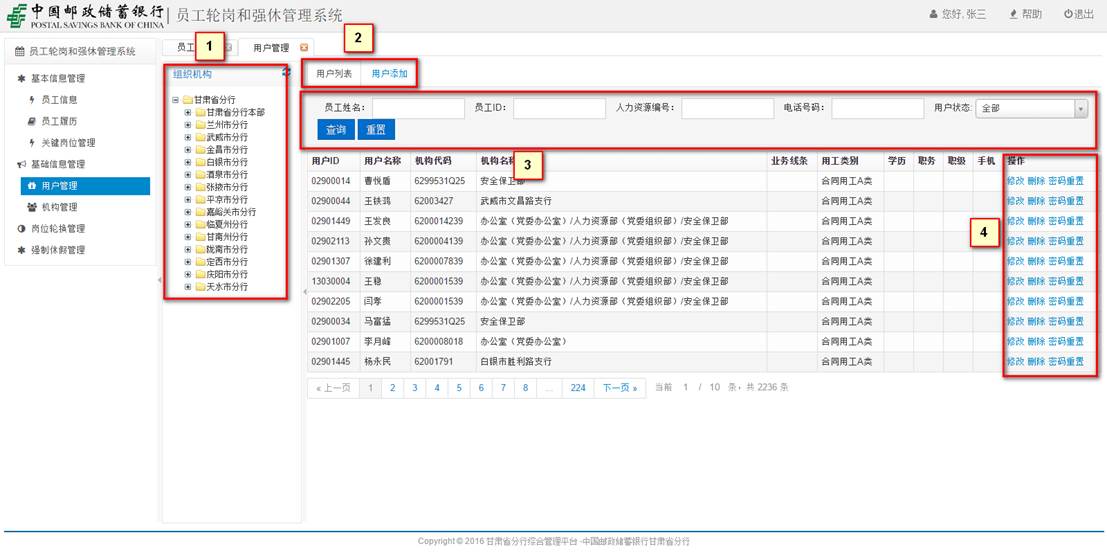 中国邮政储蓄银行 | 员工轮岗和强休管理系统 您好, 张三 帮助 退出
POSTAL SAVINGS BANK OF CHINA
员工轮岗和强休管理系统
基本信息管理
员工信息
员工履历
关键岗位管理
基础信息管理
用户管理
机构管理
岗位轮换管理
强制休假管理
员工 1 用户管理
组织机构
甘肃省分行
甘肃省分行本部
兰州市分行
武威市分行
金昌市分行
白银市分行
酒泉市分行
张掖市分行
平京市分行
嘉峪关市分行
临夏州分行
甘南州分行
陇南市分行
定西市分行
庆阳市分行
天水市分行
2
用户列表 用户添加
员工姓名: 员工ID: 人力资源编号: 电话号码: 用户状态: 全部
查询 重置
3
用户ID 用户名称 机构代码 机构名称 业务线条 用工类别 学历 职务 职级 手机 操作
02900014 曹悦盾 6299531Q25 安全保卫部 合同用工A类 修改 删除 密码重置
02900044 王铁鸿 62003427 武威市文昌路支行 合同用工A类 修改 删除 密码重置
02901449 王发良 6200014239 办公室（党委办公室）/人力资源部（党委组织部）/安全保卫部 合同用工A类 修改 删除 密码重置
02902113 孙文贵 6200004139 办公室（党委办公室）/人力资源部（党委组织部）/安全保卫部 合同用工A类 修改 删除 密码重置
02901307 徐建利 6200007839 办公室（党委办公室）/人力资源部（党委组织部）/安全保卫部 合同用工A类 修改 删除 密码重置
13030004 王稳 6200001539 办公室（党委办公室）/人力资源部（党委组织部）/安全保卫部 合同用工A类 修改 删除 密码重置
02902205 闫孝 6200001539 办公室（党委办公室）/人力资源部（党委组织部）/安全保卫部 合同用工A类 修改 删除 密码重置
02900034 马富猛 6299531Q25 安全保卫部 合同用工A类 修改 删除 密码重置
02901007 李月峰 6200008018 办公室（党委办公室） 合同用工A类 修改 删除 密码重置
02901445 杨永民 62001791 白银市胜利路支行 合同用工A类 修改 删除 密码重置
4
« 上一页 1 2 3 4 5 6 7 8 ... 224 下一页 » 当前 1 / 10 条，共 2236 条
Copyright © 2016 甘肃省分行综合管理平台 -中国邮政储蓄银行甘肃省分行